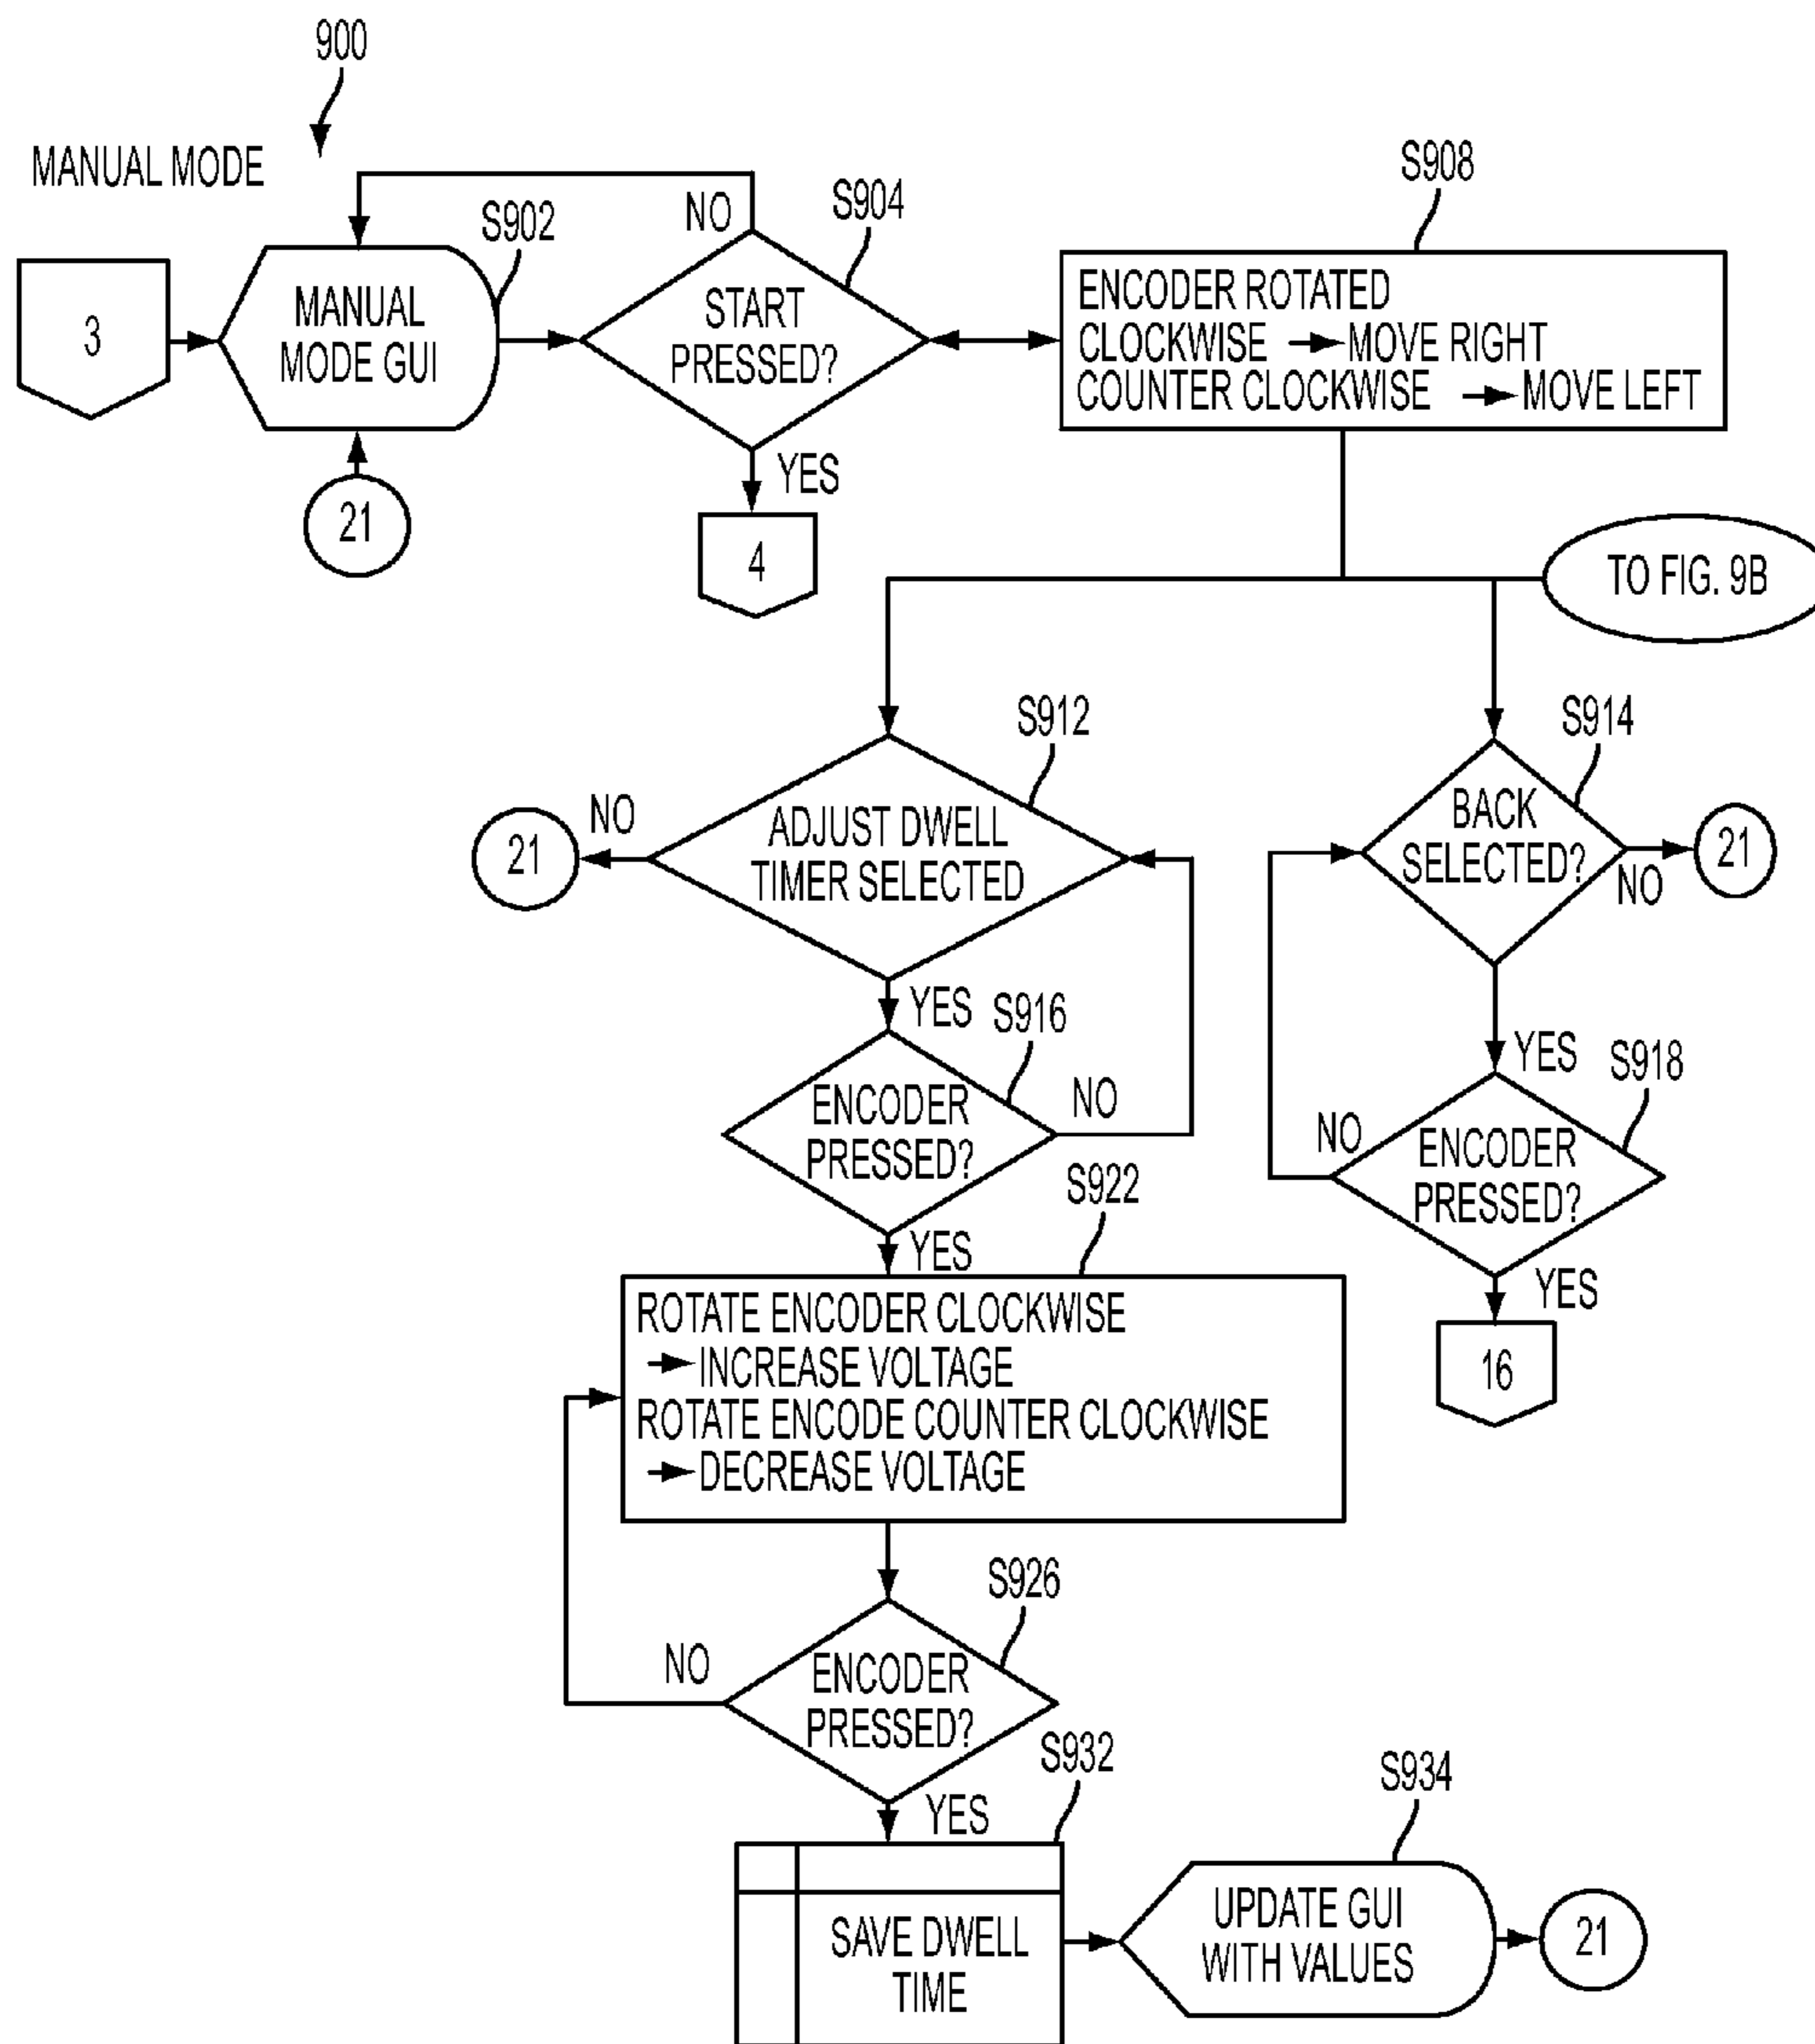 900
MANUAL MODE
S902
NO
S904
S908
3
MANUAL
MODE GUI
START
PRESSED?
ENCODER ROTATED
CLOCKWISE → MOVE RIGHT
COUNTER CLOCKWISE → MOVE LEFT
YES
21
4
TO FIG. 9B
S912
S914
NO
21
ADJUST DWELL
TIMER SELECTED
BACK
SELECTED?
NO
21
YES
S916
YES
S918
ENCODER
PRESSED?
NO
NO
ENCODER
PRESSED?
S922
YES
YES
16
ROTATE ENCODER CLOCKWISE
→ INCREASE VOLTAGE
ROTATE ENCODE COUNTER CLOCKWISE
→ DECREASE VOLTAGE
S926
NO
ENCODER
PRESSED?
S932
YES
S934
SAVE DWELL
TIME
UPDATE GUI
WITH VALUES
21